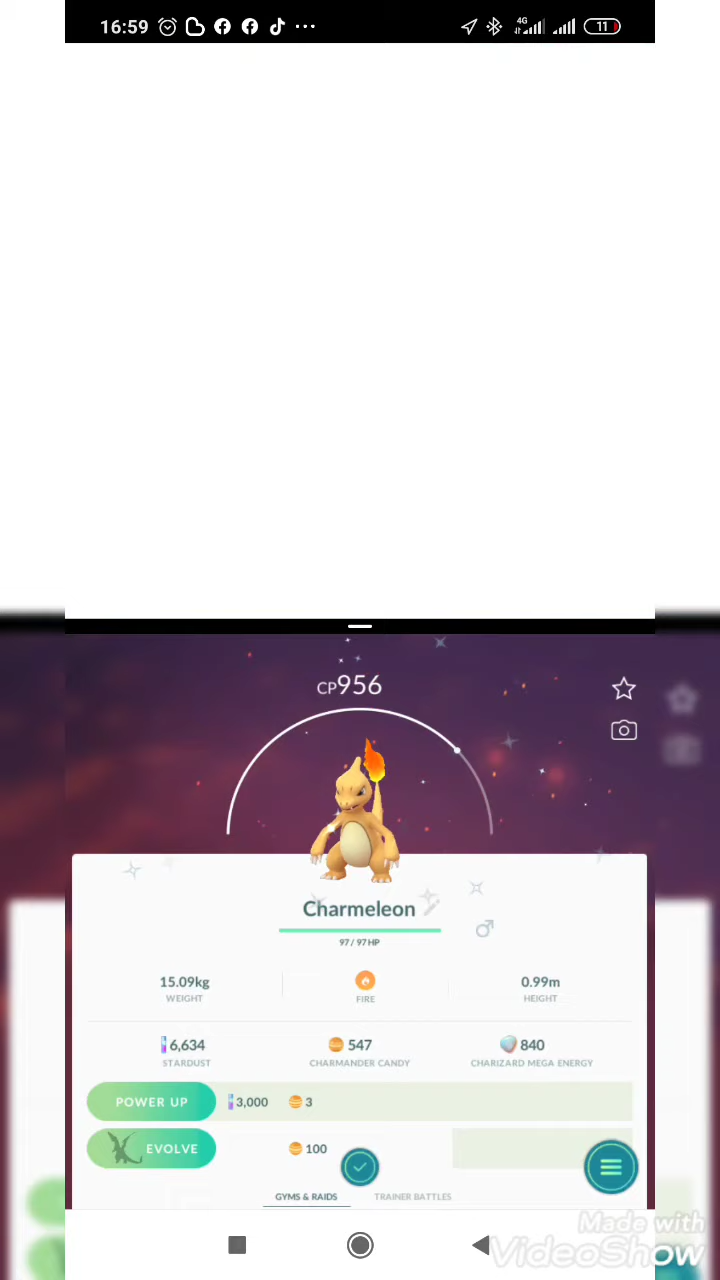 16:59 4G 11
CP956
Charmeleon
97 / 97 HP
15.09kg
WEIGHT
FIRE
0.99m
HEIGHT
6,634
STARDUST
547
CHARMANDER CANDY
840
CHARIZARD MEGA ENERGY
POWER UP 3,000 3
EVOLVE 100
GYMS & RAIDS TRAINER BATTLES
Made with
VideoShow